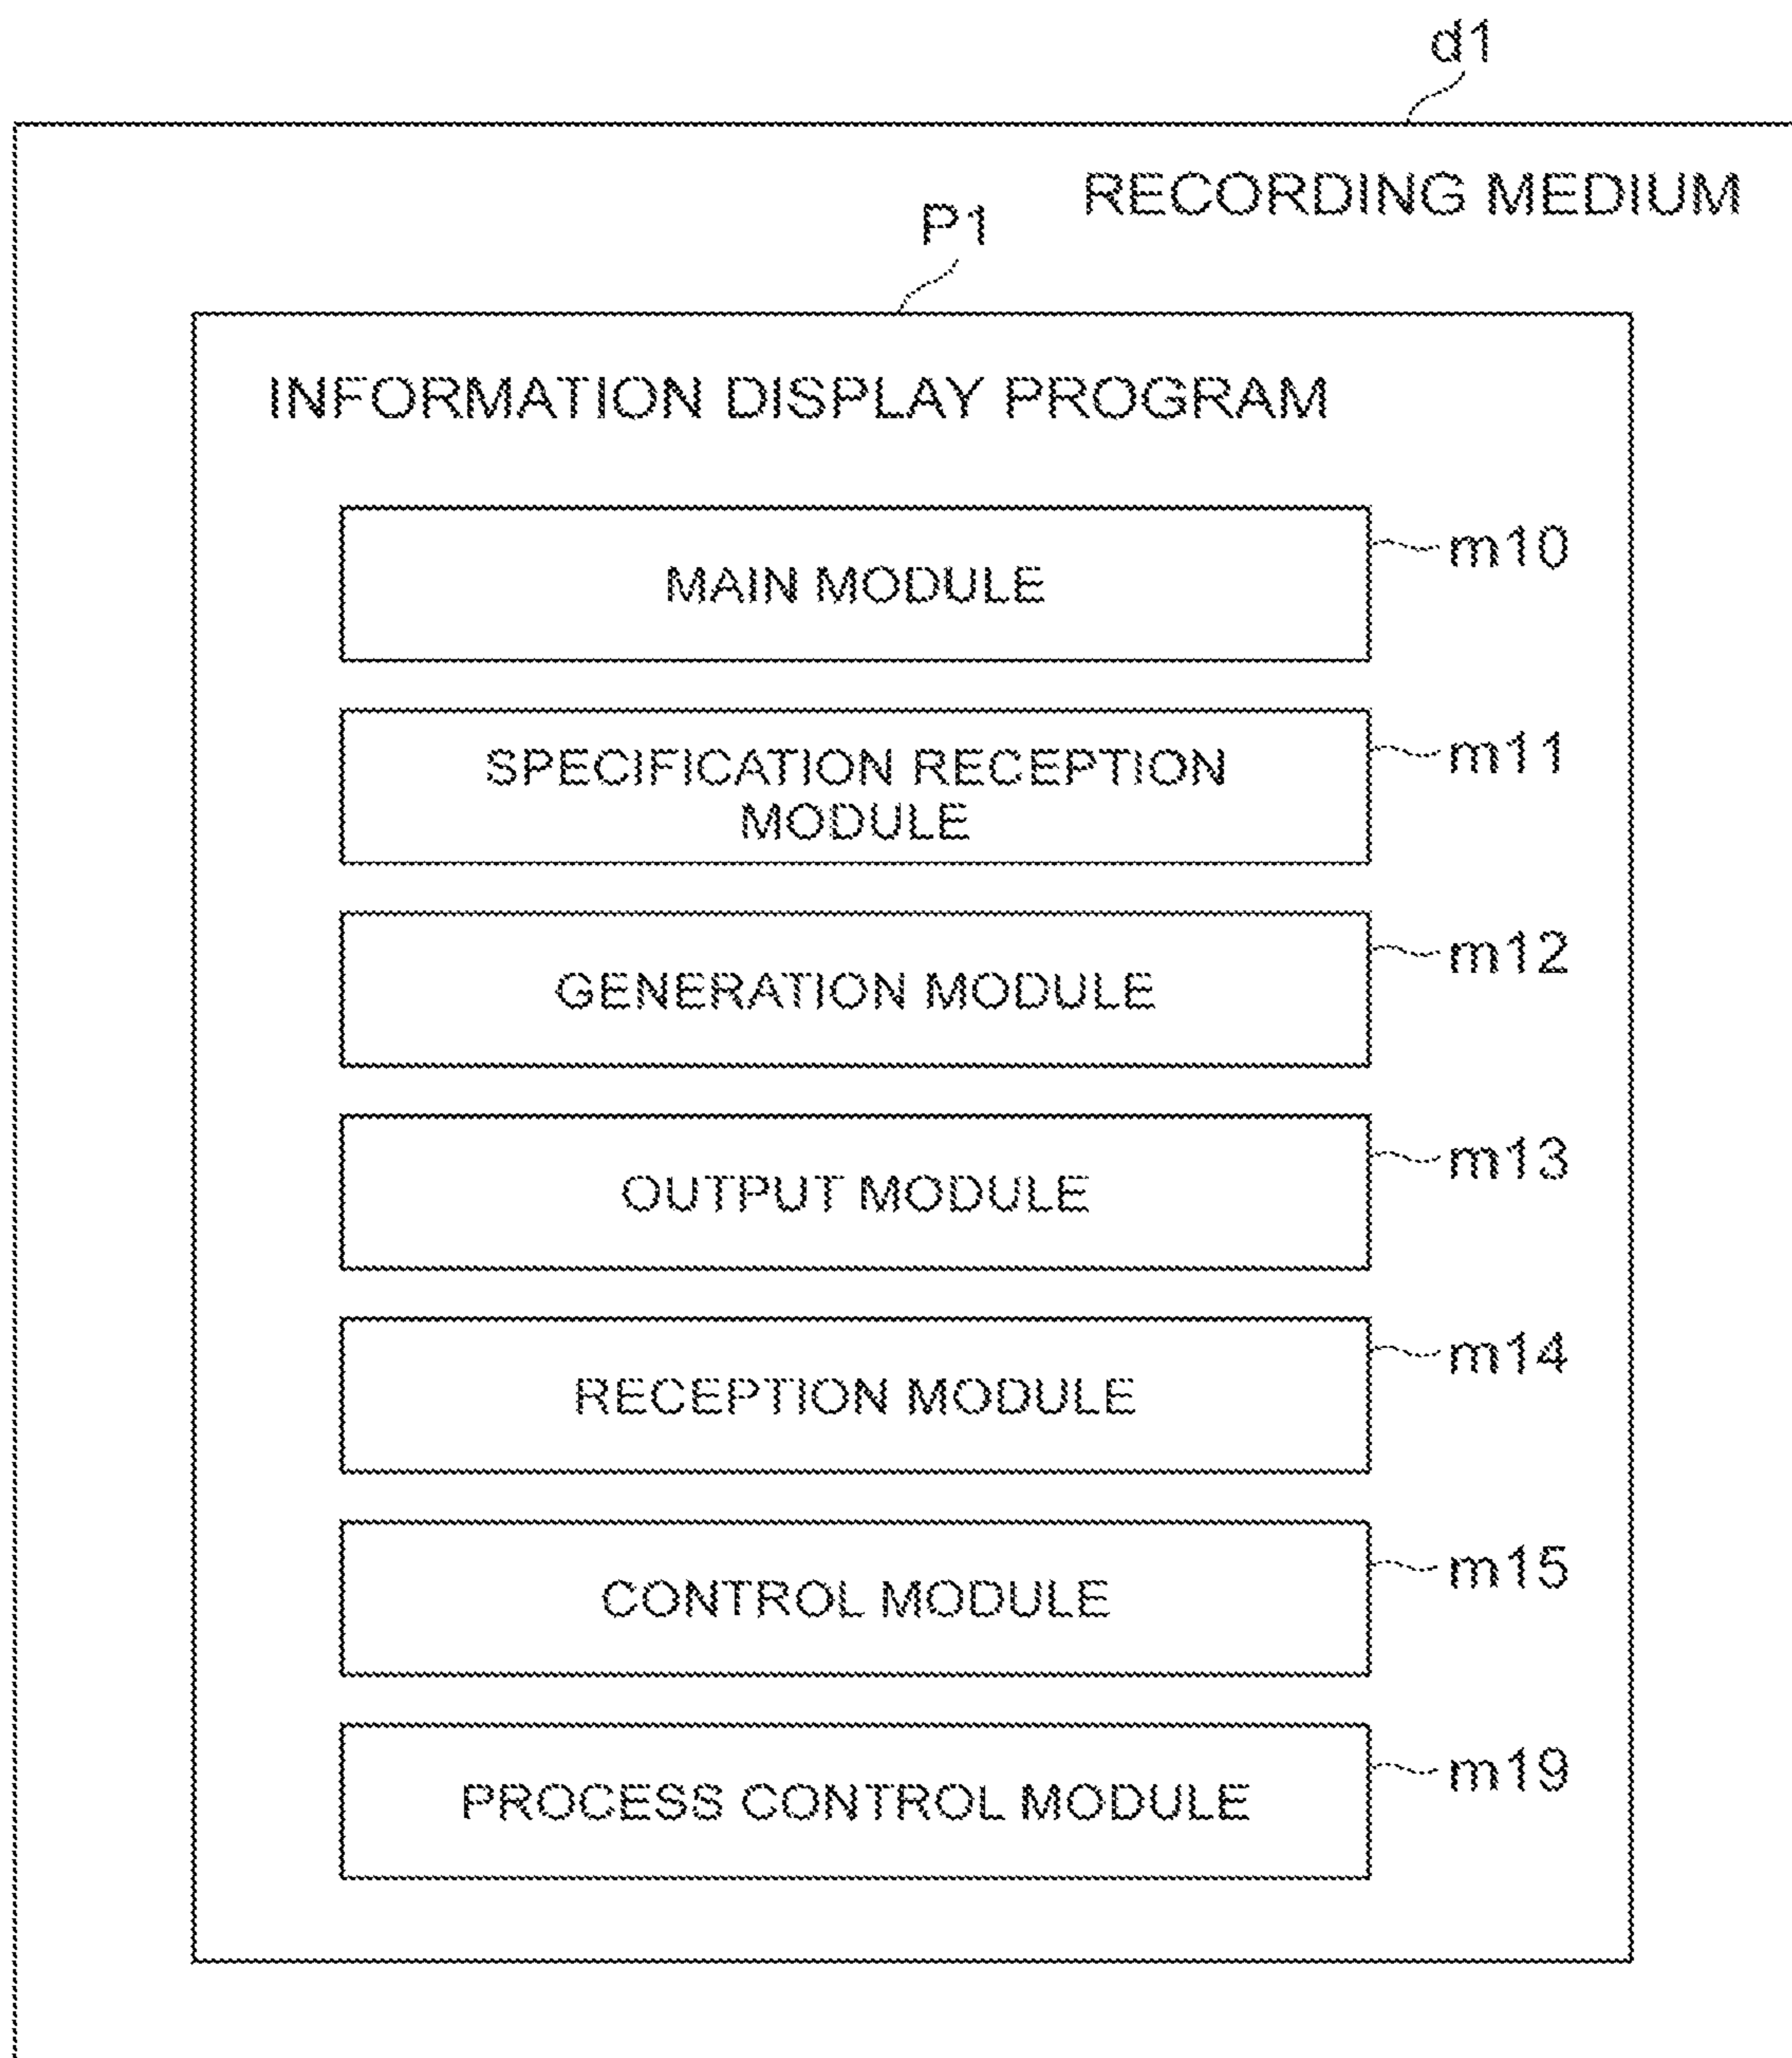 d1
RECORDING MEDIUM
P1
INFORMATION DISPLAY PROGRAM
MAIN MODULE
m10
SPECIFICATION RECEPTION
MODULE
m11
GENERATION MODULE
m12
OUTPUT MODULE
m13
RECEPTION MODULE
m14
CONTROL MODULE
m15
PROCESS CONTROL MODULE
m19